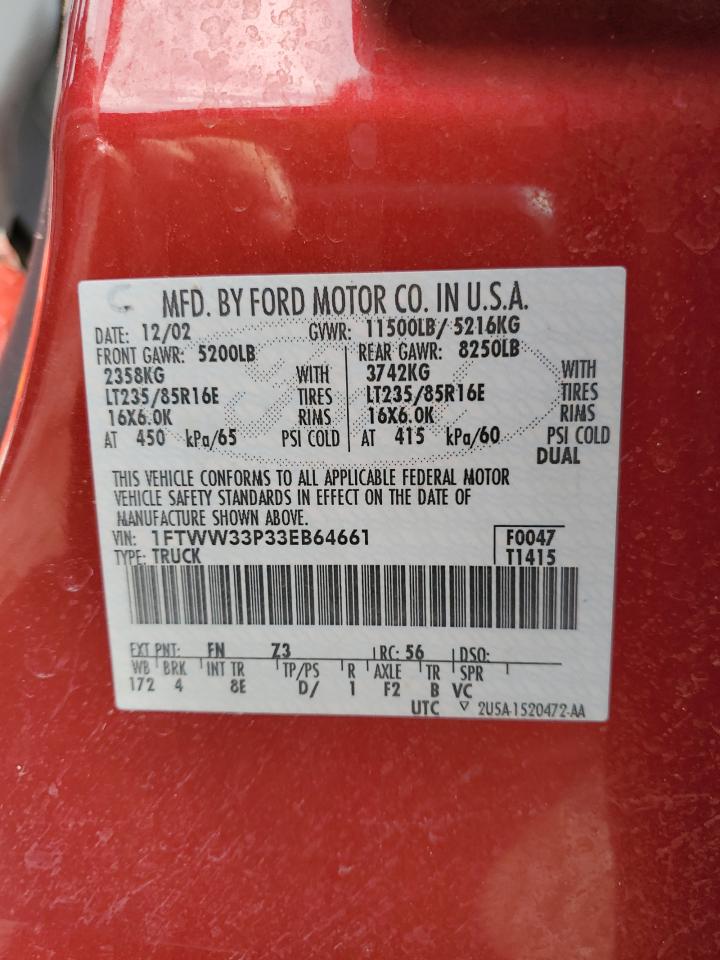 MFD. BY FORD MOTOR CO. IN U.S.A.
DATE: 12/02 GVWR: 11500LB/ 5216KG
FRONT GAWR: 5200LB REAR GAWR: 8250LB
2358KG WITH 3742KG WITH
LT235/85R16E TIRES LT235/85R16E TIRES
16X6.0K RIMS 16X6.0K RIMS
AT 450 kPa/65 PSI COLD AT 415 kPa/60 PSI COLD
DUAL
THIS VEHICLE CONFORMS TO ALL APPLICABLE FEDERAL MOTOR
VEHICLE SAFETY STANDARDS IN EFFECT ON THE DATE OF
MANUFACTURE SHOWN ABOVE.
VIN: 1FTWW33P33EB64661 F0047
TYPE: TRUCK T1415
EXT PNT: FN Z3 RC: 56 DSO:
WB BRK INT TR TP/PS R AXLE TR SPR
172 4 8E D/ 1 F2 B VC
UTC ▽ 2U5A-1520472-AA